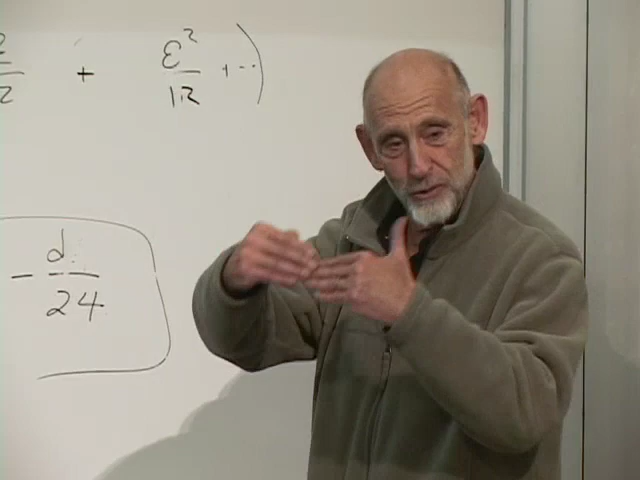 /2 + ε²/12 + ··)
- d/24